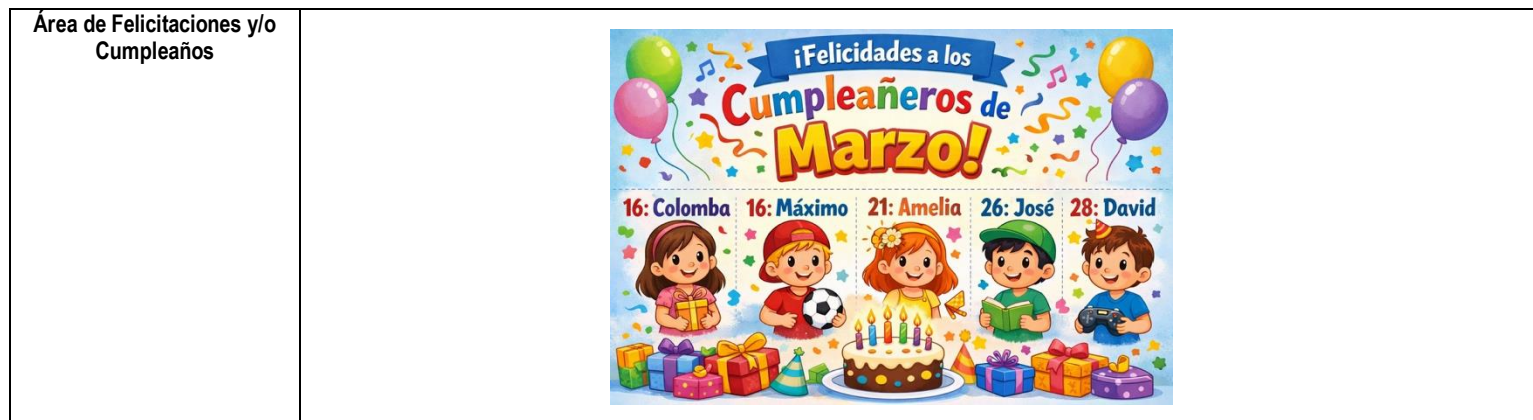 Área de Felicitaciones y/o
Cumpleaños
¡Felicidades a los
Cumpleañeros de
Marzo!
16: Colomba
16: Máximo
21: Amelia
26: José
28: David